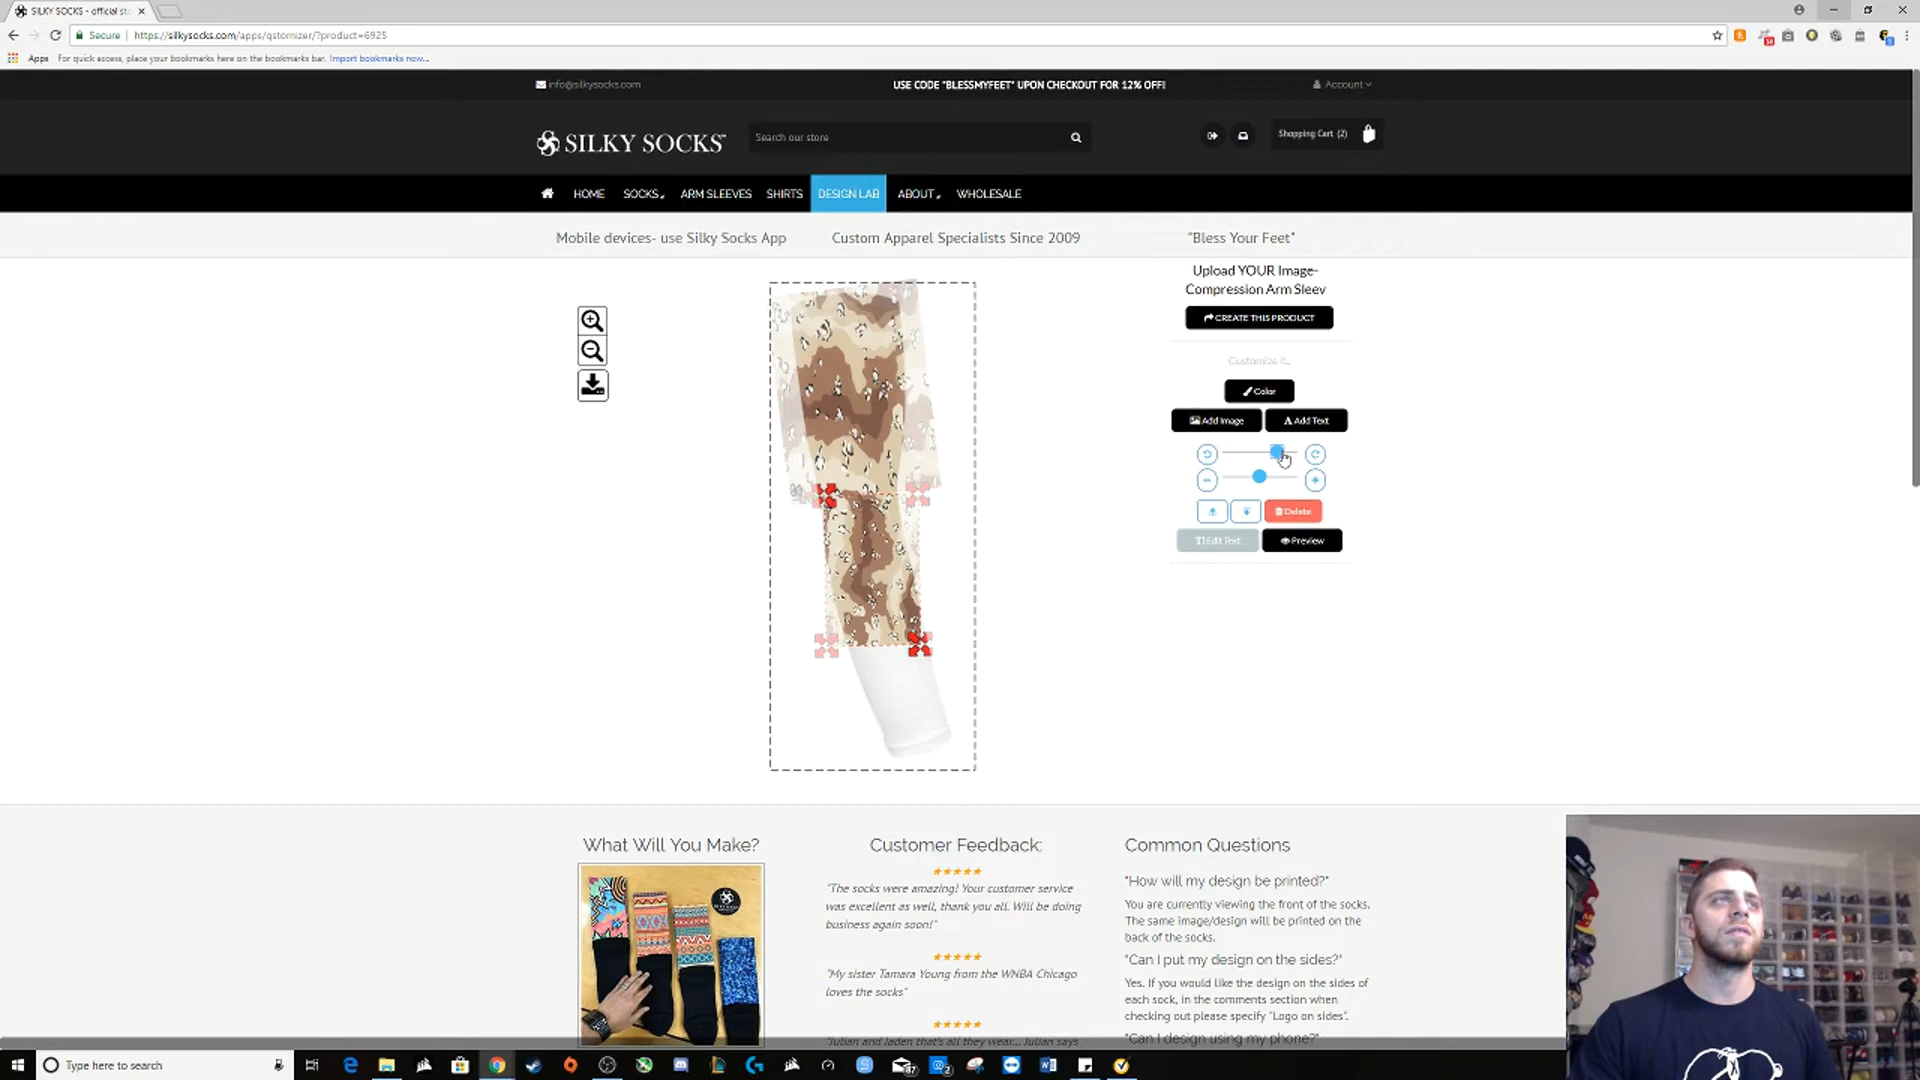 SILKY SOCKS - official sto
Secure
https://silkysocks.com/apps/qstomizer/?product=6925
Apps
For quick access, place your bookmarks here on the bookmarks bar. Import bookmarks now...
info@silkysocks.com
USE CODE "BLESSMYFEET" UPON CHECKOUT FOR 12% OFF!
Account
SILKY SOCKS
Search our store
Shopping Cart (2)
HOME
SOCKS
ARM SLEEVES
SHIRTS
DESIGN LAB
ABOUT
WHOLESALE
Mobile devices- use Silky Socks App
Custom Apparel Specialists Since 2009
"Bless Your Feet"
Upload YOUR Image-
Compression Arm Sleev
CREATE THIS PRODUCT
Customize it..
Color
Add Image
Add Text
Delete
Edit Text
Preview
What Will You Make?
Customer Feedback:
"The socks were amazing! Your customer service
was excellent as well, thank you all. Will be doing
business again soon!"
"My sister Tamara Young from the WNBA Chicago
loves the socks"
"Julian and Jaden that's all they wear... Julian says
Common Questions
"How will my design be printed?"
You are currently viewing the front of the socks.
The same image/design will be printed on the
back of the socks.
"Can I put my design on the sides?"
Yes. If you would like the design on the sides of
each sock, in the comments section when
checking out please specify "Logo on sides".
"Can I design using my phone?"
Type here to search